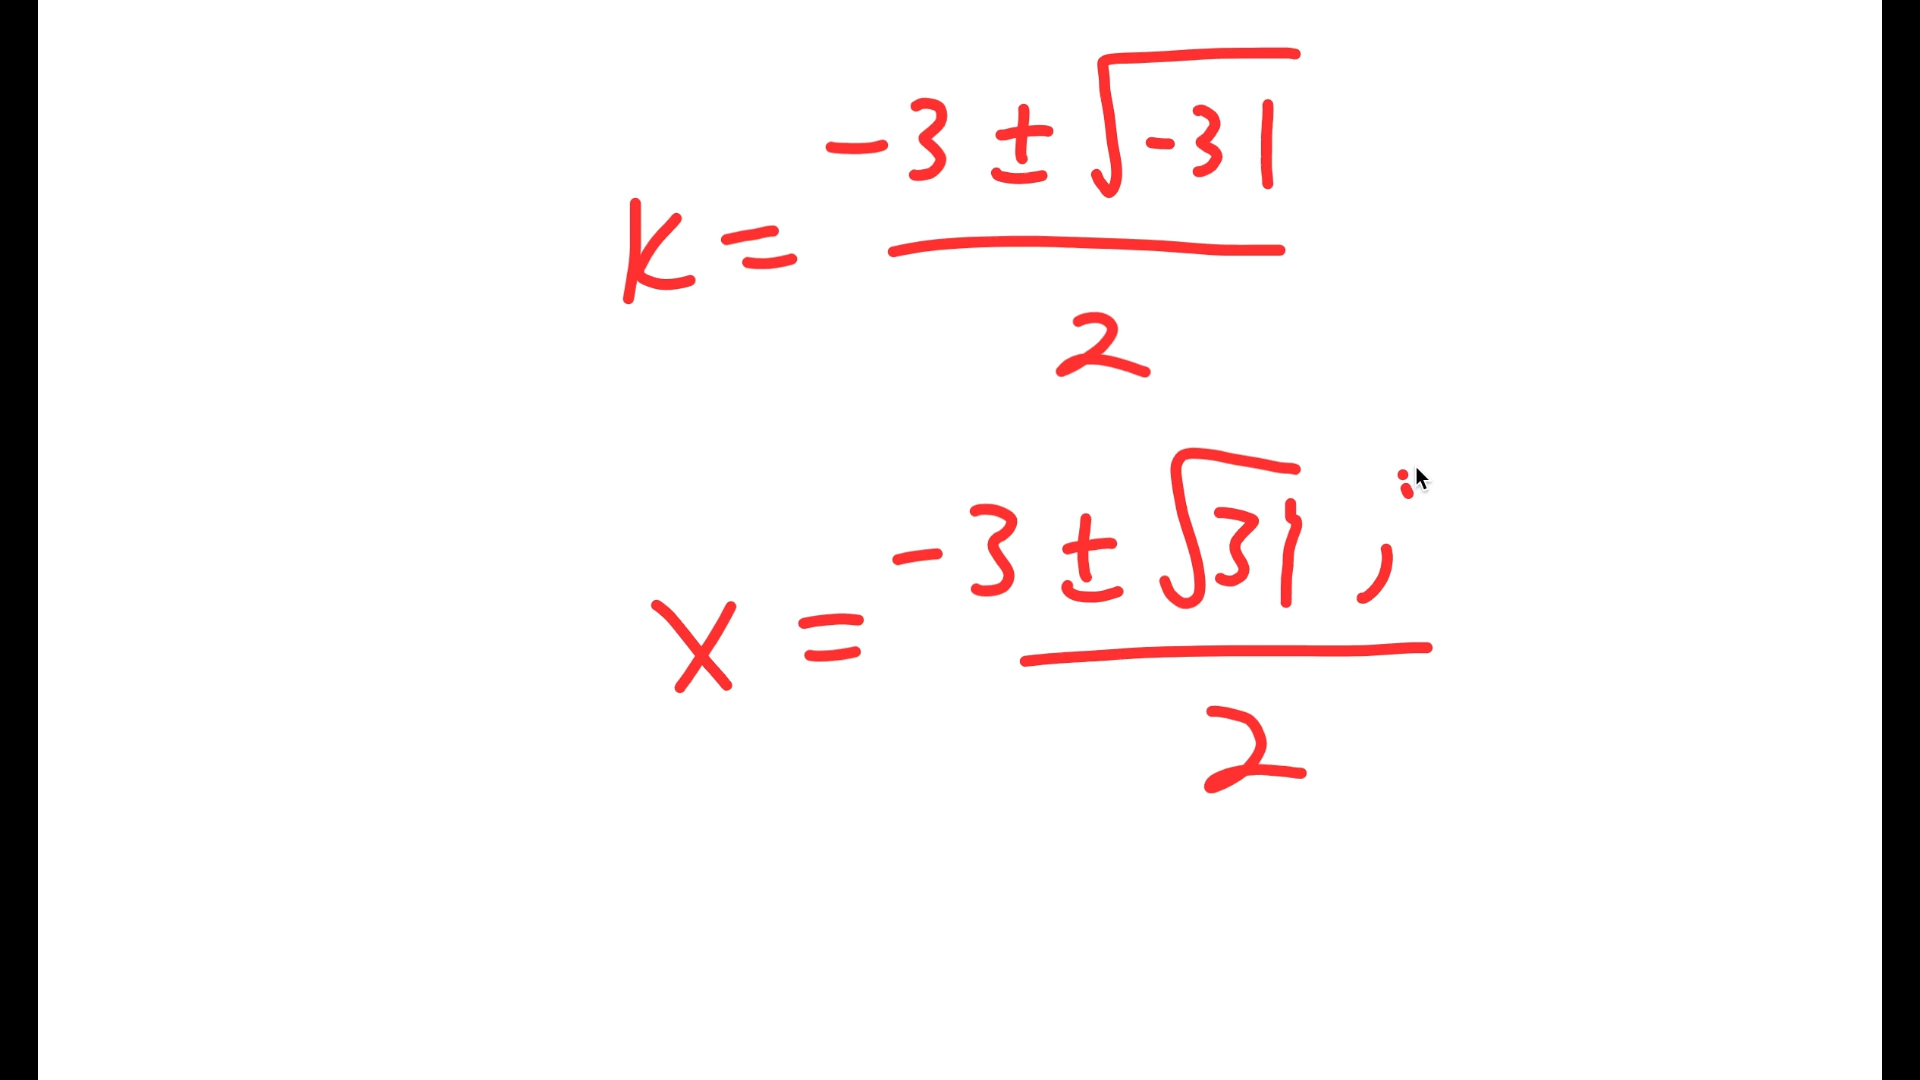 K = (-3 ± √-31) / 2
x = (-3 ± √31 i) / 2